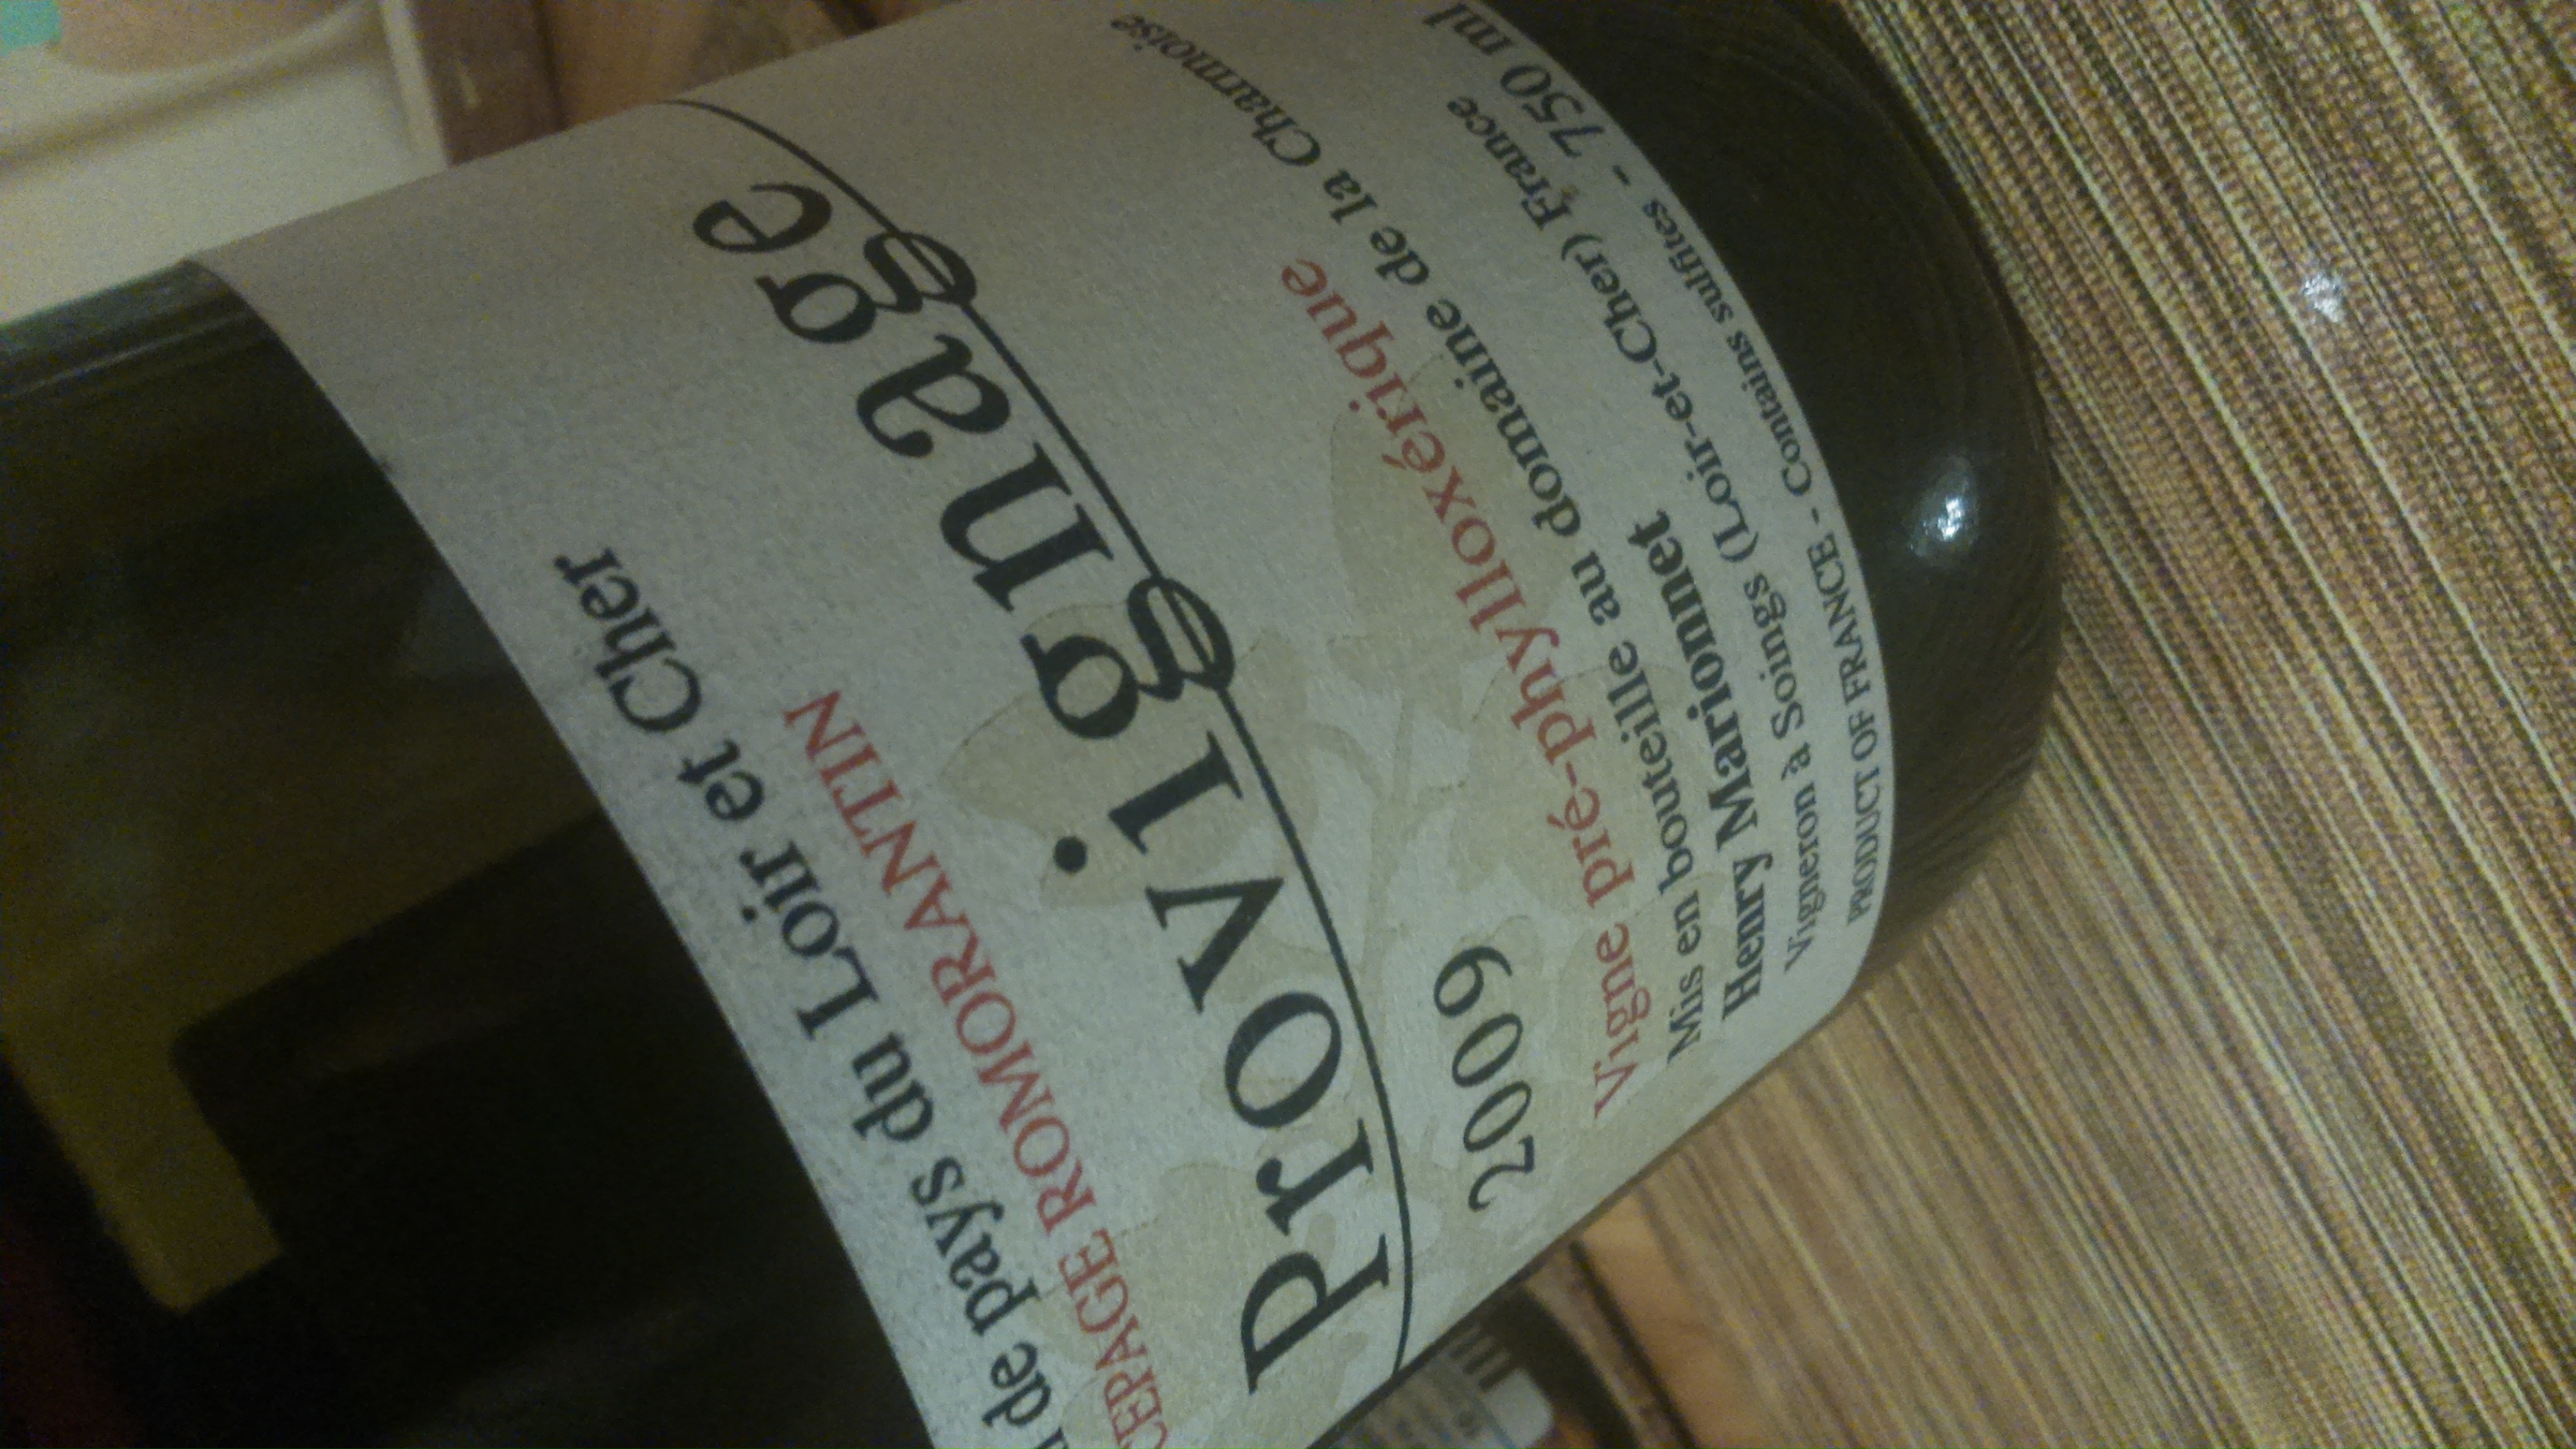 de pays du Loir et Cher
CEPAGE ROMORANTIN
Provignage
2009
Vigne pré-phylloxérique
Mis en bouteille au domaine de la Charmoise
Henry Marionnet
Vigneron à Soings (Loir-et-Cher) France
PRODUCT OF FRANCE - Contains sulfites - 750 ml